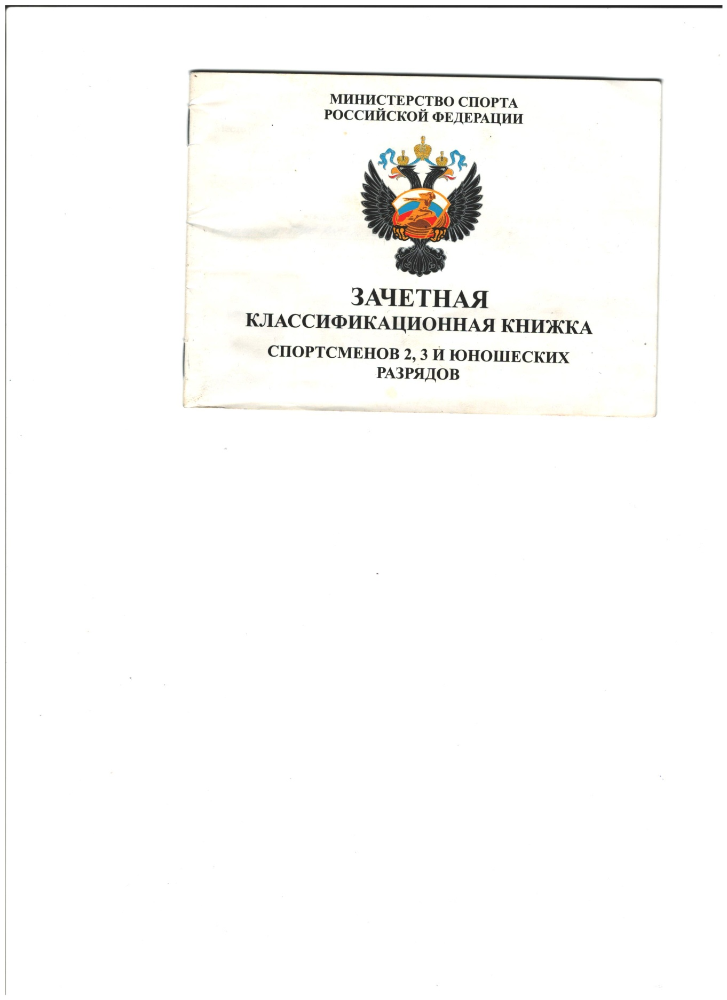 МИНИСТЕРСТВО СПОРТА
РОССИЙСКОЙ ФЕДЕРАЦИИ
ЗАЧЕТНАЯ
КЛАССИФИКАЦИОННАЯ КНИЖКА
СПОРТСМЕНОВ 2, 3 И ЮНОШЕСКИХ
РАЗРЯДОВ